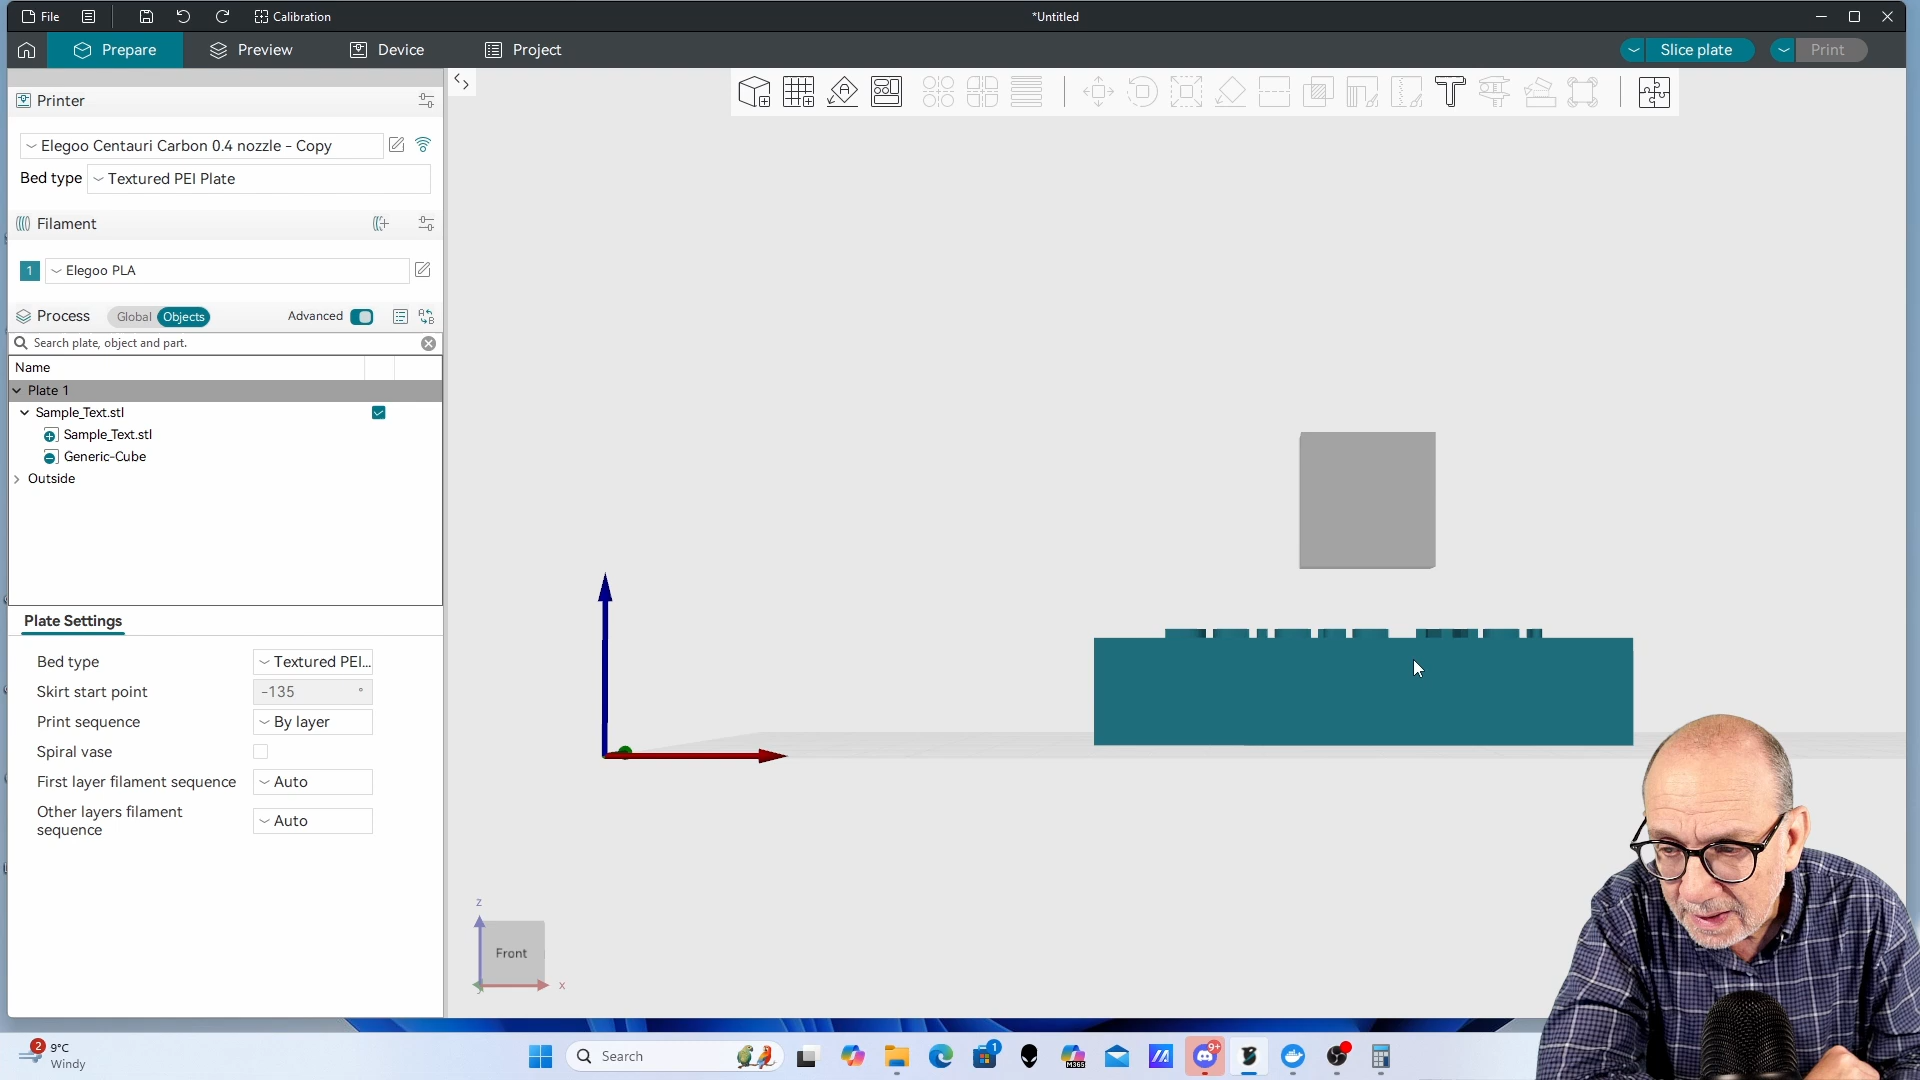 File
Calibration
*Untitled
Prepare
Preview
Device
Project
Slice plate
Print
Printer
Elegoo Centauri Carbon 0.4 nozzle - Copy
Bed type
Textured PEI Plate
Filament
1
Elegoo PLA
Process
Global
Objects
Advanced
Search plate, object and part.
Name
Plate 1
Sample_Text.stl
Sample_Text.stl
Generic-Cube
Outside
Plate Settings
Bed type
Textured PEI...
Skirt start point
-135 °
Print sequence
By layer
Spiral vase
First layer filament sequence
Auto
Other layers filament
sequence
Auto
z
Front
x
2
9°C
Windy
Search
1
M365
9+